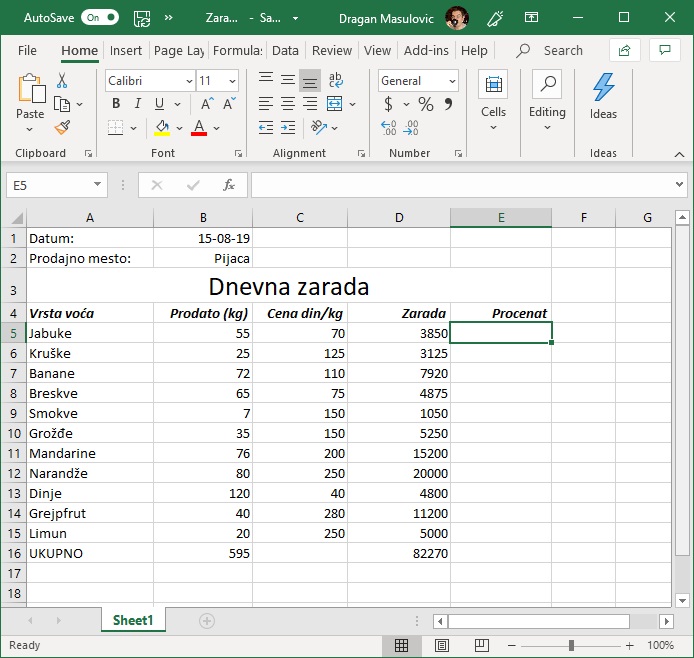 AutoSave On Zara... - Sa... Dragan Masulovic
File Home Insert Page Lay Formula: Data Review View Add-ins Help Search
Calibri 11 General
Paste B I U A A ab $ % 9 Cells Editing Ideas
A .00 .00
Clipboard Font Alignment Number Ideas
E5 fx
A B C D E F G
1 Datum: 15-08-19
2 Prodajno mesto: Pijaca
3 Dnevna zarada
4 Vrsta voća Prodato (kg) Cena din/kg Zarada Procenat
5 Jabuke 55 70 3850
6 Kruške 25 125 3125
7 Banane 72 110 7920
8 Breskve 65 75 4875
9 Smokve 7 150 1050
10 Grožđe 35 150 5250
11 Mandarine 76 200 15200
12 Narandže 80 250 20000
13 Dinje 120 40 4800
14 Grejpfrut 40 280 11200
15 Limun 20 250 5000
16 UKUPNO 595 82270
17
18
Sheet1
Ready 100%